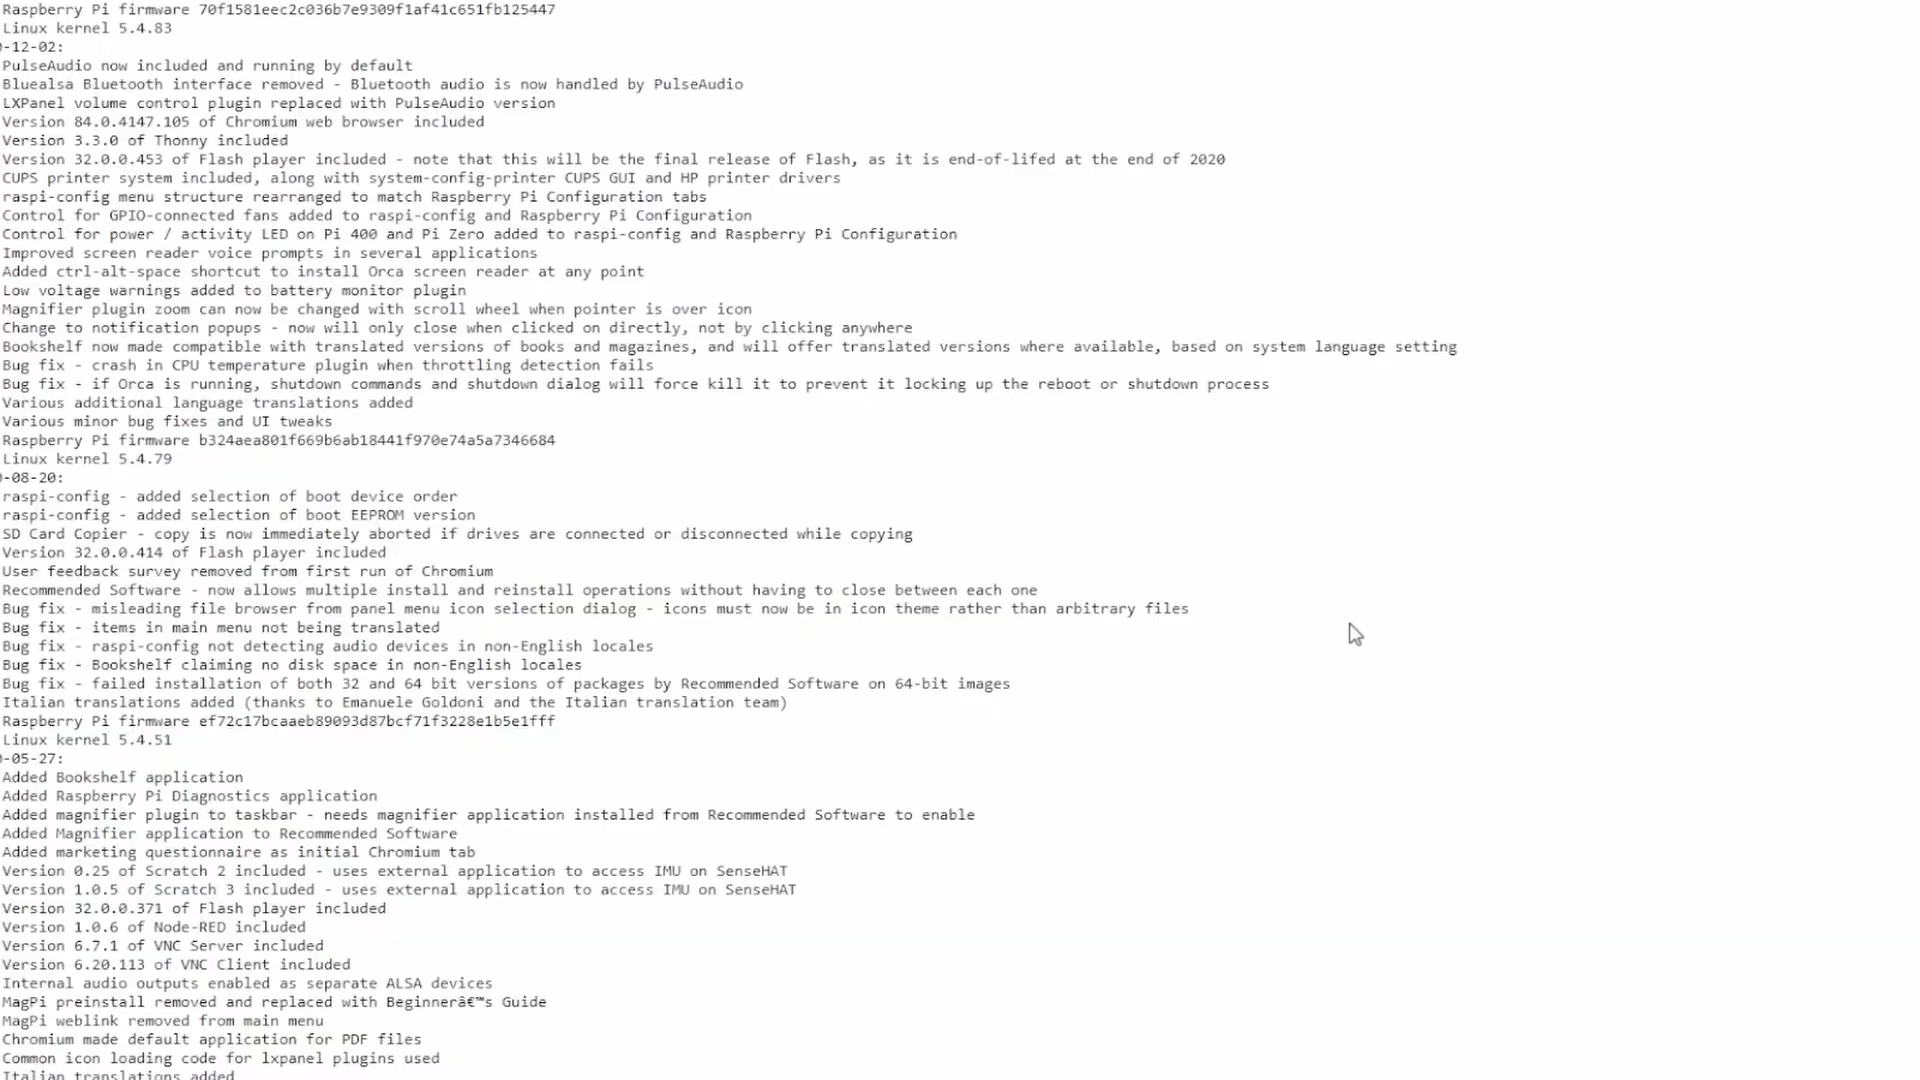 Raspberry Pi firmware 70f1581eec2c036b7e9309f1af41c651fb125447
Linux kernel 5.4.83
-12-02:
PulseAudio now included and running by default
Bluealsa Bluetooth interface removed - Bluetooth audio is now handled by PulseAudio
LXPanel volume control plugin replaced with PulseAudio version
Version 84.0.4147.105 of Chromium web browser included
Version 3.3.0 of Thonny included
Version 32.0.0.453 of Flash player included - note that this will be the final release of Flash, as it is end-of-lifed at the end of 2020
CUPS printer system included, along with system-config-printer CUPS GUI and HP printer drivers
raspi-config menu structure rearranged to match Raspberry Pi Configuration tabs
Control for GPIO-connected fans added to raspi-config and Raspberry Pi Configuration
Control for power / activity LED on Pi 400 and Pi Zero added to raspi-config and Raspberry Pi Configuration
Improved screen reader voice prompts in several applications
Added ctrl-alt-space shortcut to install Orca screen reader at any point
Low voltage warnings added to battery monitor plugin
Magnifier plugin zoom can now be changed with scroll wheel when pointer is over icon
Change to notification popups - now will only close when clicked on directly, not by clicking anywhere
Bookshelf now made compatible with translated versions of books and magazines, and will offer translated versions where available, based on system language setting
Bug fix - crash in CPU temperature plugin when throttling detection fails
Bug fix - if Orca is running, shutdown commands and shutdown dialog will force kill it to prevent it locking up the reboot or shutdown process
Various additional language translations added
Various minor bug fixes and UI tweaks
Raspberry Pi firmware b324aea801f669b6ab18441f970e74a5a7346684
Linux kernel 5.4.79
-08-20:
raspi-config - added selection of boot device order
raspi-config - added selection of boot EEPROM version
SD Card Copier - copy is now immediately aborted if drives are connected or disconnected while copying
Version 32.0.0.414 of Flash player included
User feedback survey removed from first run of Chromium
Recommended Software - now allows multiple install and reinstall operations without having to close between each one
Bug fix - misleading file browser from panel menu icon selection dialog - icons must now be in icon theme rather than arbitrary files
Bug fix - items in main menu not being translated
Bug fix - raspi-config not detecting audio devices in non-English locales
Bug fix - Bookshelf claiming no disk space in non-English locales
Bug fix - failed installation of both 32 and 64 bit versions of packages by Recommended Software on 64-bit images
Italian translations added (thanks to Emanuele Goldoni and the Italian translation team)
Raspberry Pi firmware ef72c17bcaaeb89093d87bcf71f3228e1b5e1fff
Linux kernel 5.4.51
-05-27:
Added Bookshelf application
Added Raspberry Pi Diagnostics application
Added magnifier plugin to taskbar - needs magnifier application installed from Recommended Software to enable
Added Magnifier application to Recommended Software
Added marketing questionnaire as initial Chromium tab
Version 0.25 of Scratch 2 included - uses external application to access IMU on SenseHAT
Version 1.0.5 of Scratch 3 included - uses external application to access IMU on SenseHAT
Version 32.0.0.371 of Flash player included
Version 1.0.6 of Node-RED included
Version 6.7.1 of VNC Server included
Version 6.20.113 of VNC Client included
Internal audio outputs enabled as separate ALSA devices
MagPi preinstall removed and replaced with Beginnerâ€™s Guide
MagPi weblink removed from main menu
Chromium made default application for PDF files
Common icon loading code for lxpanel plugins used
Italian translations added